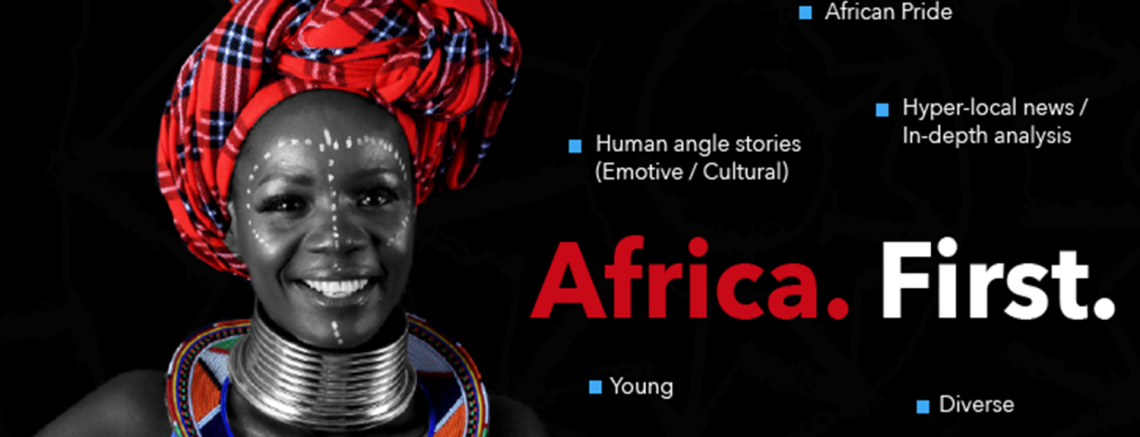 African Pride
Hyper-local news /
In-depth analysis
Human angle stories
(Emotive / Cultural)
Africa. First.
Young
Diverse